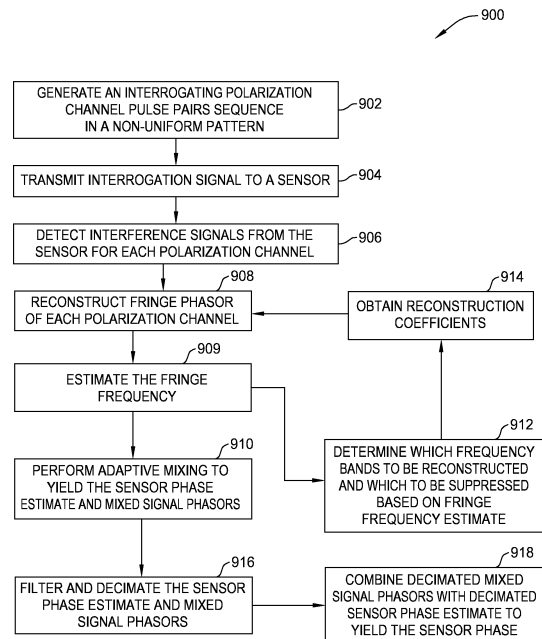 900
GENERATE AN INTERROGATING POLARIZATION
CHANNEL PULSE PAIRS SEQUENCE
IN A NON-UNIFORM PATTERN
902
TRANSMIT INTERROGATION SIGNAL TO A SENSOR
904
DETECT INTERFERENCE SIGNALS FROM THE
SENSOR FOR EACH POLARIZATION CHANNEL
906
908
RECONSTRUCT FRINGE PHASOR
OF EACH POLARIZATION CHANNEL
914
OBTAIN RECONSTRUCTION
COEFFICIENTS
909
ESTIMATE THE FRINGE
FREQUENCY
912
DETERMINE WHICH FREQUENCY
BANDS TO BE RECONSTRUCTED
AND WHICH TO BE SUPPRESSED
BASED ON FRINGE
FREQUENCY ESTIMATE
910
PERFORM ADAPTIVE MIXING TO
YIELD THE SENSOR PHASE
ESTIMATE AND MIXED SIGNAL PHASORS
916
FILTER AND DECIMATE THE SENSOR
PHASE ESTIMATE AND MIXED
SIGNAL PHASORS
918
COMBINE DECIMATED MIXED
SIGNAL PHASORS WITH DECIMATED
SENSOR PHASE ESTIMATE TO
YIELD THE SENSOR PHASE